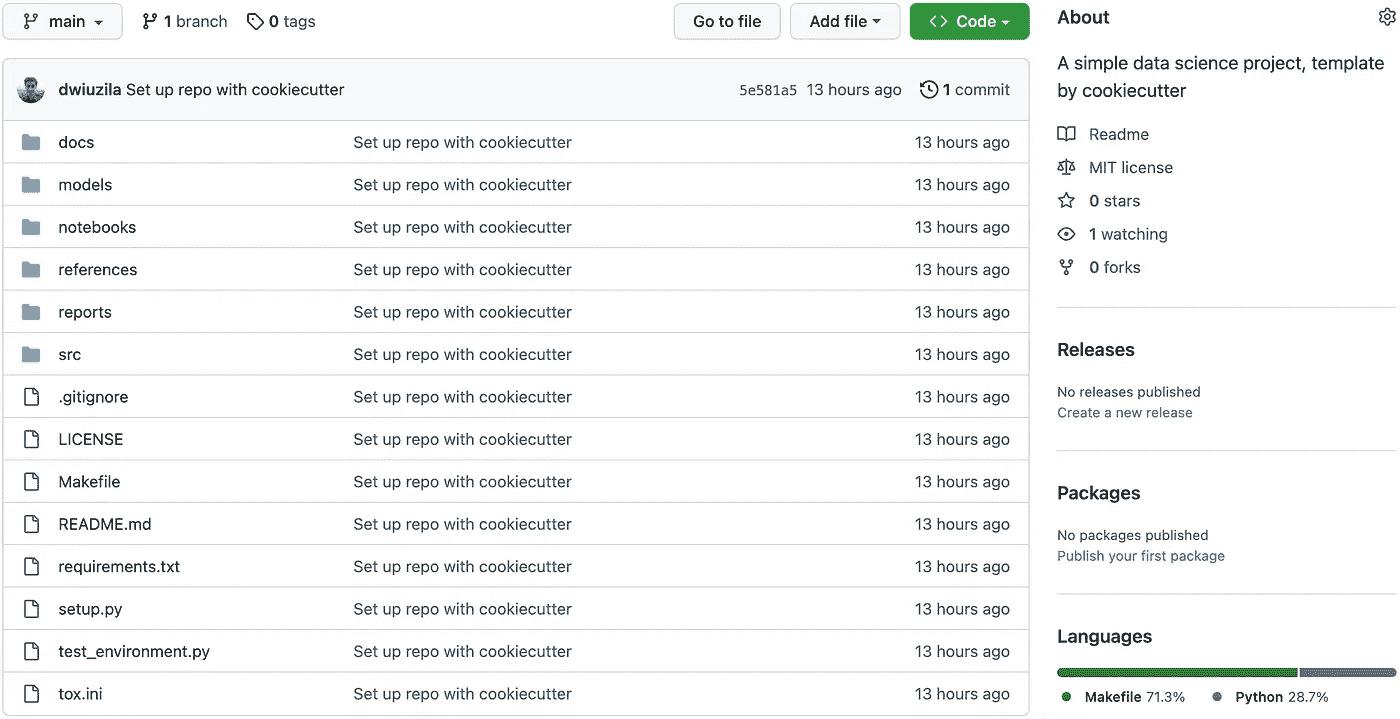 main
1 branch
0 tags
Go to file
Add file
Code
dwiuzila Set up repo with cookiecutter
5e581a5 13 hours ago
1 commit
docs Set up repo with cookiecutter 13 hours ago
models Set up repo with cookiecutter 13 hours ago
notebooks Set up repo with cookiecutter 13 hours ago
references Set up repo with cookiecutter 13 hours ago
reports Set up repo with cookiecutter 13 hours ago
src Set up repo with cookiecutter 13 hours ago
.gitignore Set up repo with cookiecutter 13 hours ago
LICENSE Set up repo with cookiecutter 13 hours ago
Makefile Set up repo with cookiecutter 13 hours ago
README.md Set up repo with cookiecutter 13 hours ago
requirements.txt Set up repo with cookiecutter 13 hours ago
setup.py Set up repo with cookiecutter 13 hours ago
test_environment.py Set up repo with cookiecutter 13 hours ago
tox.ini Set up repo with cookiecutter 13 hours ago
About
A simple data science project, template
by cookiecutter
Readme
MIT license
0 stars
1 watching
0 forks
Releases
No releases published
Create a new release
Packages
No packages published
Publish your first package
Languages
Makefile 71.3% Python 28.7%